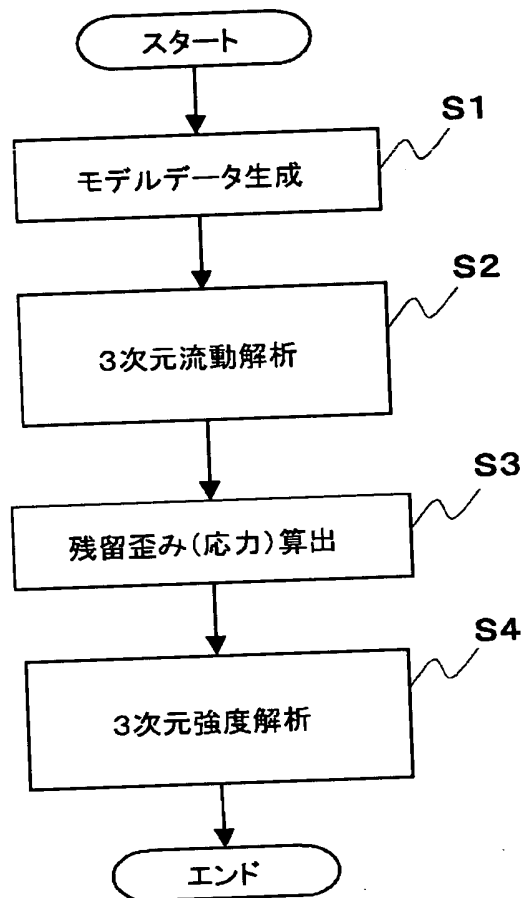 スタート
S1
モデルデータ生成
S2
3次元流動解析
S3
残留歪み(応力)算出
S4
3次元強度解析
エンド